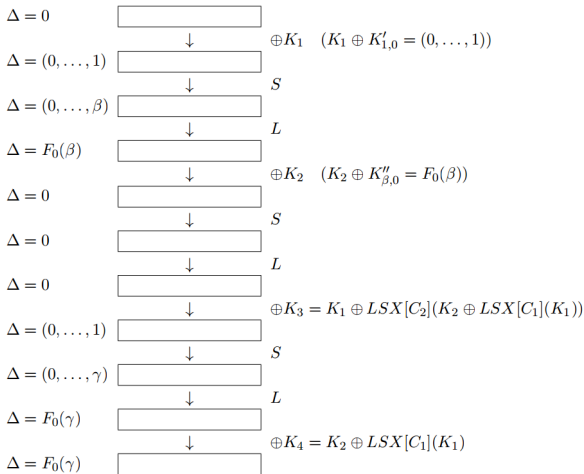 Δ = 0
⊕K₁ (K₁ ⊕ K′₁,₀ = (0, . . . , 1))
Δ = (0, . . . , 1)
S
Δ = (0, . . . , β)
L
Δ = F₀(β)
⊕K₂ (K₂ ⊕ K″β,₀ = F₀(β))
Δ = 0
S
Δ = 0
L
Δ = 0
⊕K₃ = K₁ ⊕ LSX[C₂](K₂ ⊕ LSX[C₁](K₁))
Δ = (0, . . . , 1)
S
Δ = (0, . . . , γ)
L
Δ = F₀(γ)
⊕K₄ = K₂ ⊕ LSX[C₁](K₁)
Δ = F₀(γ)